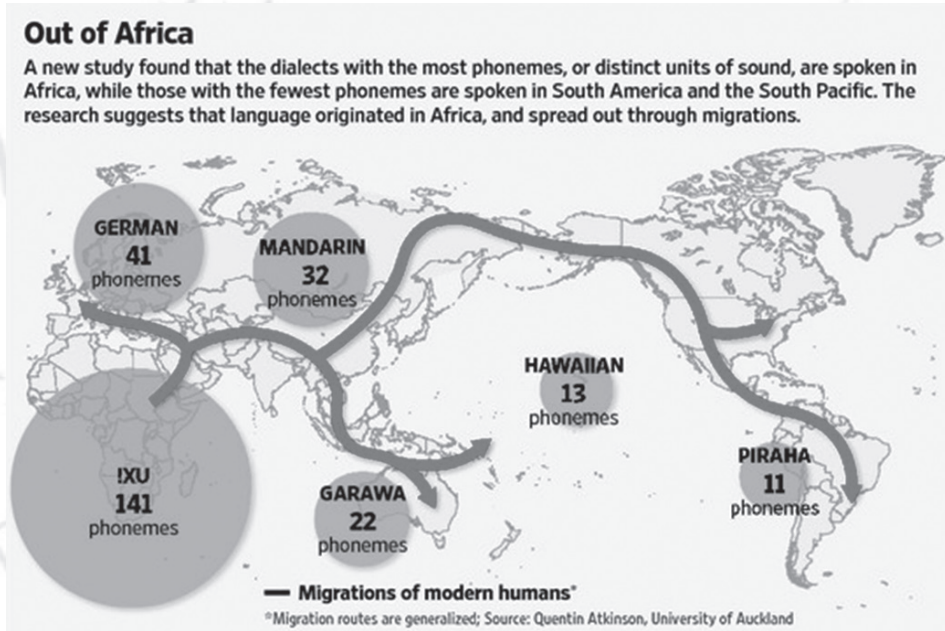 Out of Africa
A new study found that the dialects with the most phonemes, or distinct units of sound, are spoken in
Africa, while those with the fewest phonemes are spoken in South America and the South Pacific. The
research suggests that language originated in Africa, and spread out through migrations.
GERMAN
41
phonemes
MANDARIN
32
phonemes
HAWAIIAN
13
phonemes
!XU
141
phonemes
GARAWA
22
phonemes
PIRAHA
11
phonemes
Migrations of modern humans*
*Migration routes are generalized; Source: Quentin Atkinson, University of Auckland